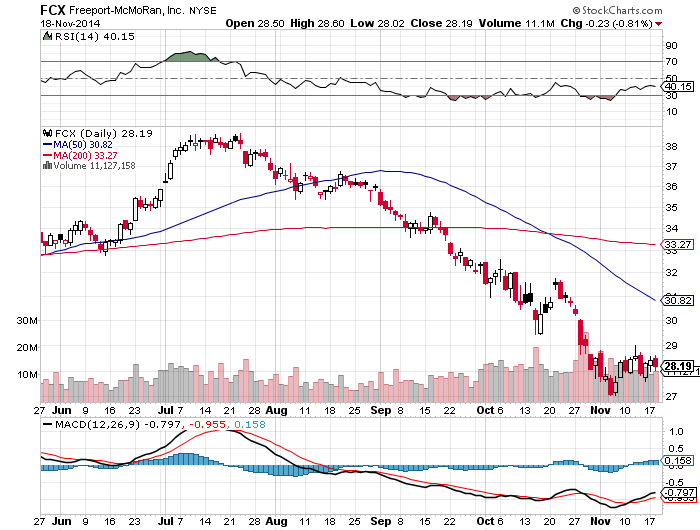 FCX Freeport-McMoRan, Inc. NYSE
© StockCharts.com
18-Nov-2014 Open 28.50 High 28.60 Low 28.02 Close 28.19 Volume 11.1M Chg -0.23 (-0.81%)
RSI(14) 40.15
90
70
50
40.15
30
10
FCX (Daily) 28.19
MA(50) 30.82
MA(200) 33.27
Volume 11,127,158
38
37
36
35
34
33.27
33
32
30.82
30
29
28.19
27
30M
20M
10M
27 Jun 9 16 23 Jul 7 14 21 28 Aug 11 18 25 Sep 8 15 22 Oct 6 13 20 27 Nov 10 17
MACD(12,26,9) -0.797, -0.955, 0.158
1.0
0.5
0.158
-0.5
-0.797
27 Jun 9 16 23 Jul 7 14 21 28 Aug 11 18 25 Sep 8 15 22 Oct 6 13 20 27 Nov 10 17